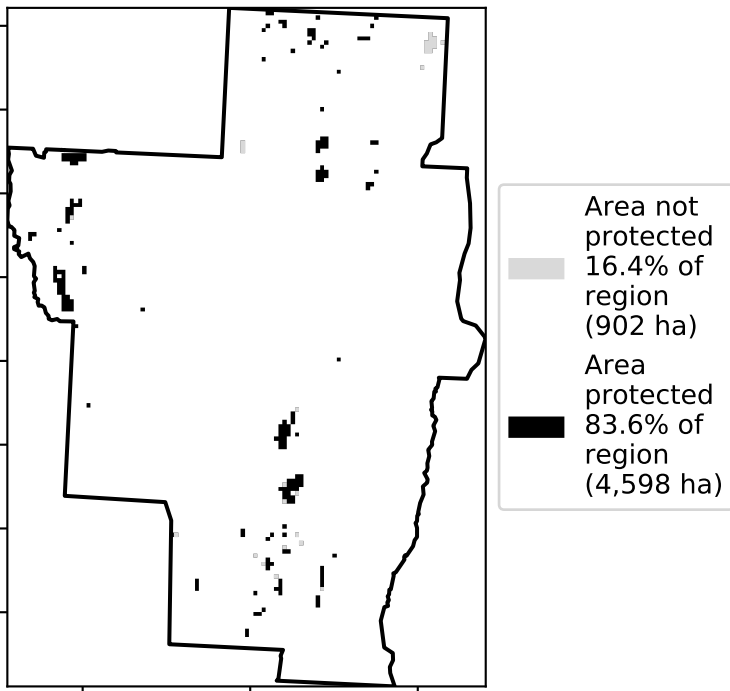 Area not
protected
16.4% of
region
(902 ha)
Area
protected
83.6% of
region
(4,598 ha)